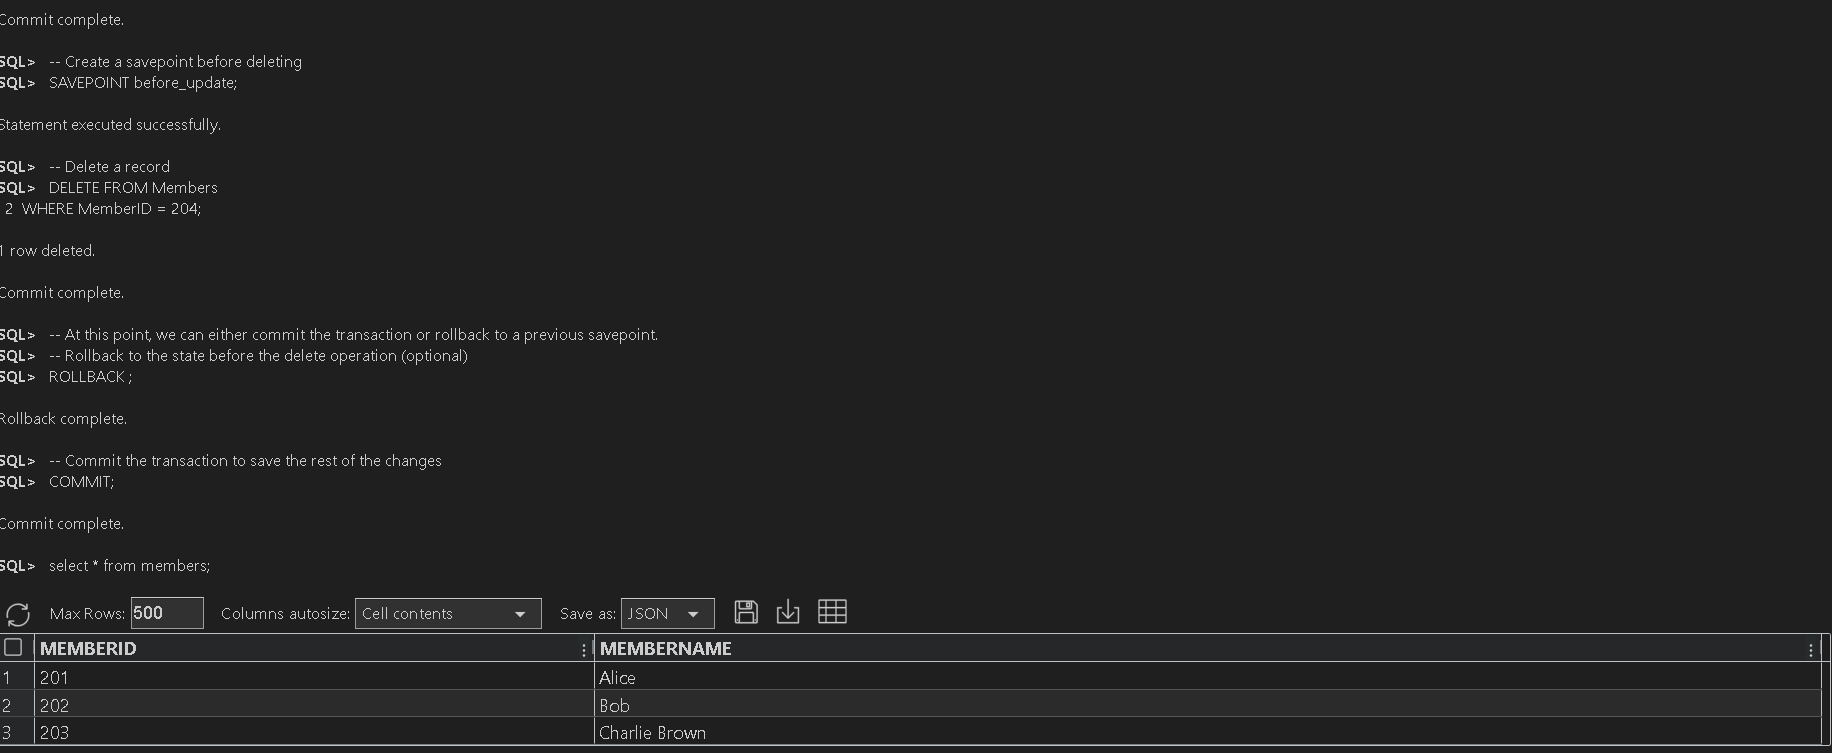 Commit complete.
SQL> -- Create a savepoint before deleting
SQL> SAVEPOINT before_update;
Statement executed successfully.
SQL> -- Delete a record
SQL> DELETE FROM Members
2 WHERE MemberID = 204;
1 row deleted.
Commit complete.
SQL> -- At this point, we can either commit the transaction or rollback to a previous savepoint.
SQL> -- Rollback to the state before the delete operation (optional)
SQL> ROLLBACK ;
Rollback complete.
SQL> -- Commit the transaction to save the rest of the changes
SQL> COMMIT;
Commit complete.
SQL> select * from members;
Max Rows: 500 Columns autosize: Cell contents Save as: JSON
MEMBERID MEMBERNAME
1 201 Alice
2 202 Bob
3 203 Charlie Brown